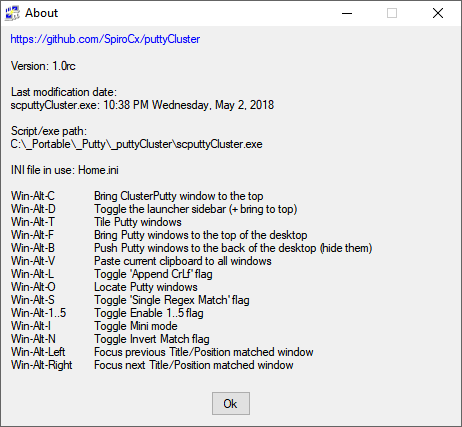 About
https://github.com/SpiroCx/puttyCluster
Version: 1.0rc
Last modification date:
scputtyCluster.exe: 10:38 PM Wednesday, May 2, 2018
Script/exe path:
C:\_Portable\_Putty\_puttyCluster\scputtyCluster.exe
INI file in use: Home.ini
Win-Alt-C Bring ClusterPutty window to the top
Win-Alt-D Toggle the launcher sidebar (+ bring to top)
Win-Alt-T Tile Putty windows
Win-Alt-F Bring Putty windows to the top of the desktop
Win-Alt-B Push Putty windows to the back of the desktop (hide them)
Win-Alt-V Paste current clipboard to all windows
Win-Alt-L Toggle 'Append CrLf' flag
Win-Alt-O Locate Putty windows
Win-Alt-S Toggle 'Single Regex Match' flag
Win-Alt-1..5 Toggle Enable 1..5 flag
Win-Alt-I Toggle Mini mode
Win-Alt-N Toggle Invert Match flag
Win-Alt-Left Focus previous Title/Position matched window
Win-Alt-Right Focus next Title/Position matched window
Ok